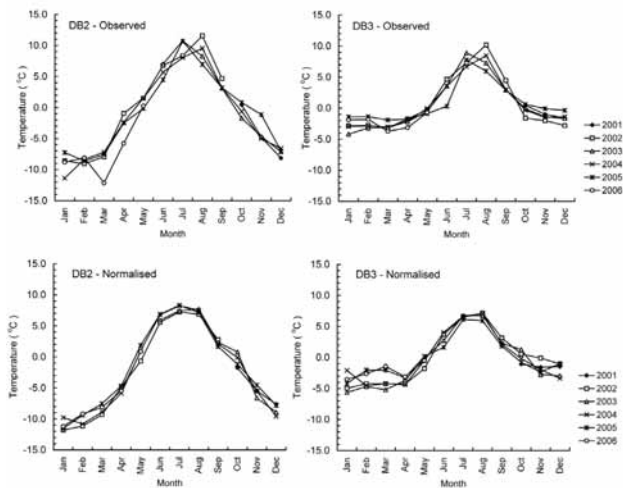 DB2 - Observed
15.0
10.0
5.0
0.0
-5.0
-10.0
-15.0
Temperature ( °C)
Jan Feb Mar Apr May Jun Jul Aug Sep Oct Nov Dec
Month
DB3 - Observed
15.0
10.0
5.0
0.0
-5.0
-10.0
-15.0
Temperature ( °C)
Jan Feb Mar Apr May Jun Jul Aug Sep Oct Nov Dec
Month
2001
2002
2003
2004
2005
2006
DB2 - Normalised
15.0
10.0
5.0
0.0
-5.0
-10.0
-15.0
Temperature ( °C)
Jan Feb Mar Apr May Jun Jul Aug Sep Oct Nov Dec
Month
DB3 - Normalised
15.0
10.0
5.0
0.0
-5.0
-10.0
-15.0
Temperature ( °C)
Jan Feb Mar Apr May Jun Jul Aug Sep Oct Nov Dec
Month
2001
2002
2003
2004
2005
2006